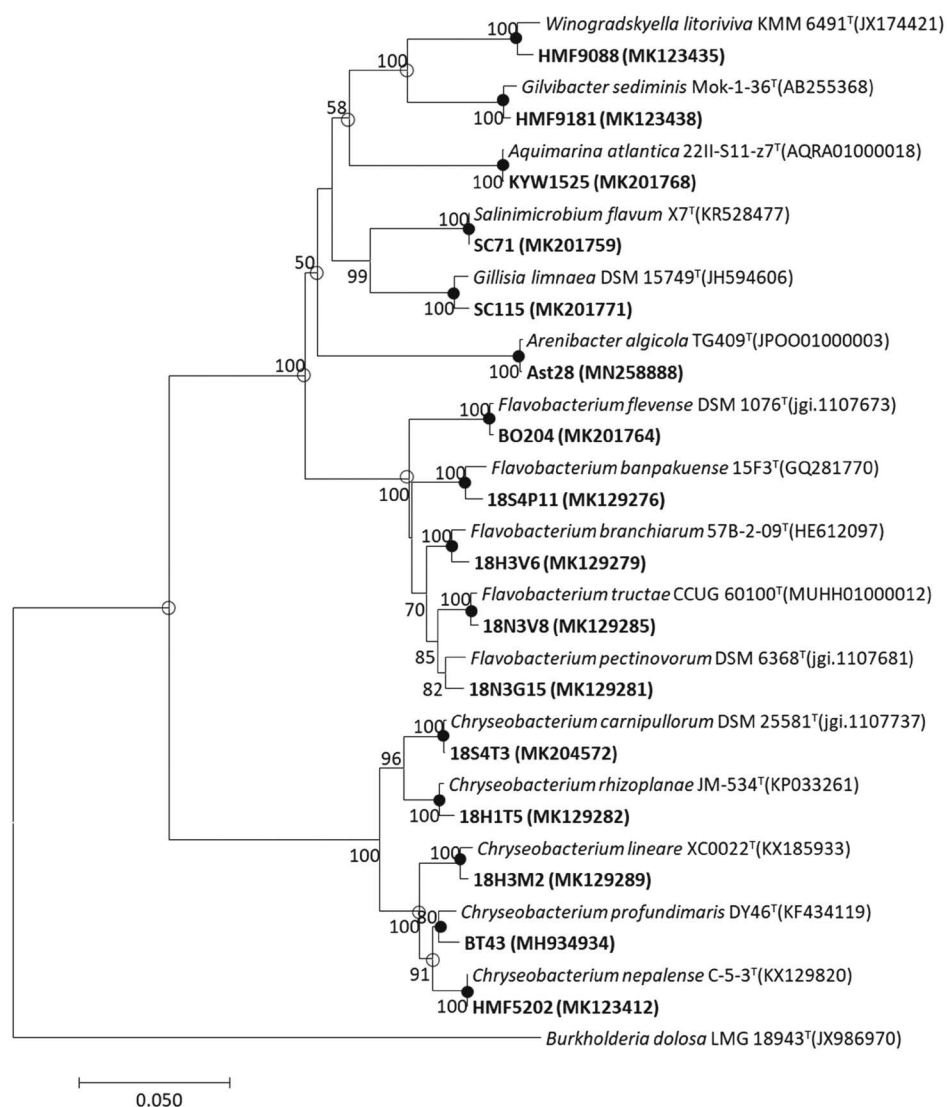 100 Winogradskyella litoriva KMM 6491ᵀ(JX174421)
HMF9088 (MK123435)
100
Gilvibacter sediminis Mok-1-36ᵀ(AB255368)
100 HMF9181 (MK123438)
58
Aquimarina atlantica 22II-S11-z7ᵀ(AQRA01000018)
100 KYW1525 (MK201768)
100 Salinimicrobium flavum X7ᵀ(KR528477)
SC71 (MK201759)
50
99 Gillisia limnaea DSM 15749ᵀ(JH594606)
100 SC115 (MK201771)
Arenibacter algicola TG409ᵀ(JPOO01000003)
100
100 Ast28 (MN258888)
100 Flavobacterium flevense DSM 1076ᵀ(jgi.1107673)
BO204 (MK201764)
100 Flavobacterium banpakuense 15F3ᵀ(GQ281770)
100 18S4P11 (MK129276)
100 Flavobacterium branchiarum 57B-2-09ᵀ(HE612097)
18H3V6 (MK129279)
100 Flavobacterium tructae CCUG 60100ᵀ(MUHH01000012)
70
18N3V8 (MK129285)
85 Flavobacterium pectinovorum DSM 6368ᵀ(jgi.1107681)
82 18N3G15 (MK129281)
100 Chryseobacterium carnipullorum DSM 25581ᵀ(jgi.1107737)
18S4T3 (MK204572)
96
Chryseobacterium rhizoplanae JM-534ᵀ(KP033261)
100 18H1T5 (MK129282)
100 100 Chryseobacterium lineare XC0022ᵀ(KX185933)
18H3M2 (MK129289)
100 80 Chryseobacterium profundimaris DY46ᵀ(KF434119)
BT43 (MH934934)
91 Chryseobacterium nepalense C-5-3ᵀ(KX129820)
100 HMF5202 (MK123412)
Burkholderia dolosa LMG 18943ᵀ(JX986970)
0.050